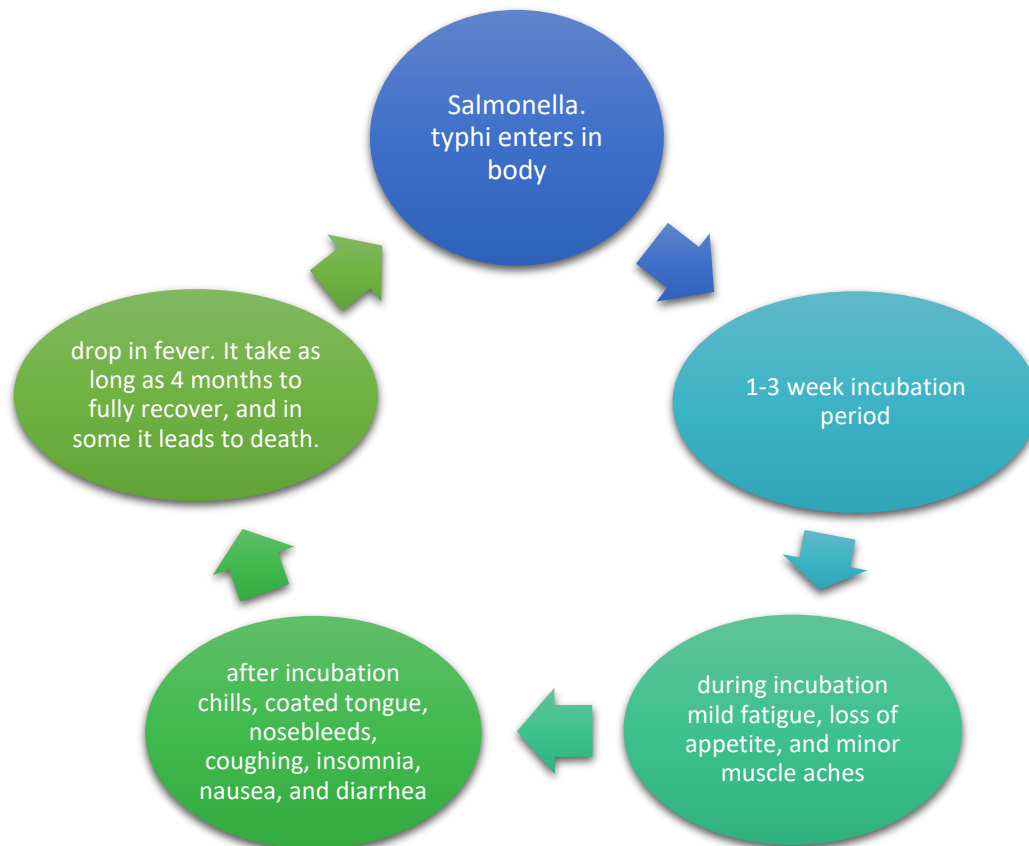 Salmonella.
typhi enters in
body
1-3 week incubation
period
during incubation
mild fatigue, loss of
appetite, and minor
muscle aches
after incubation
chills, coated tongue,
nosebleeds,
coughing, insomnia,
nausea, and diarrhea
drop in fever. It take as
long as 4 months to
fully recover, and in
some it leads to death.